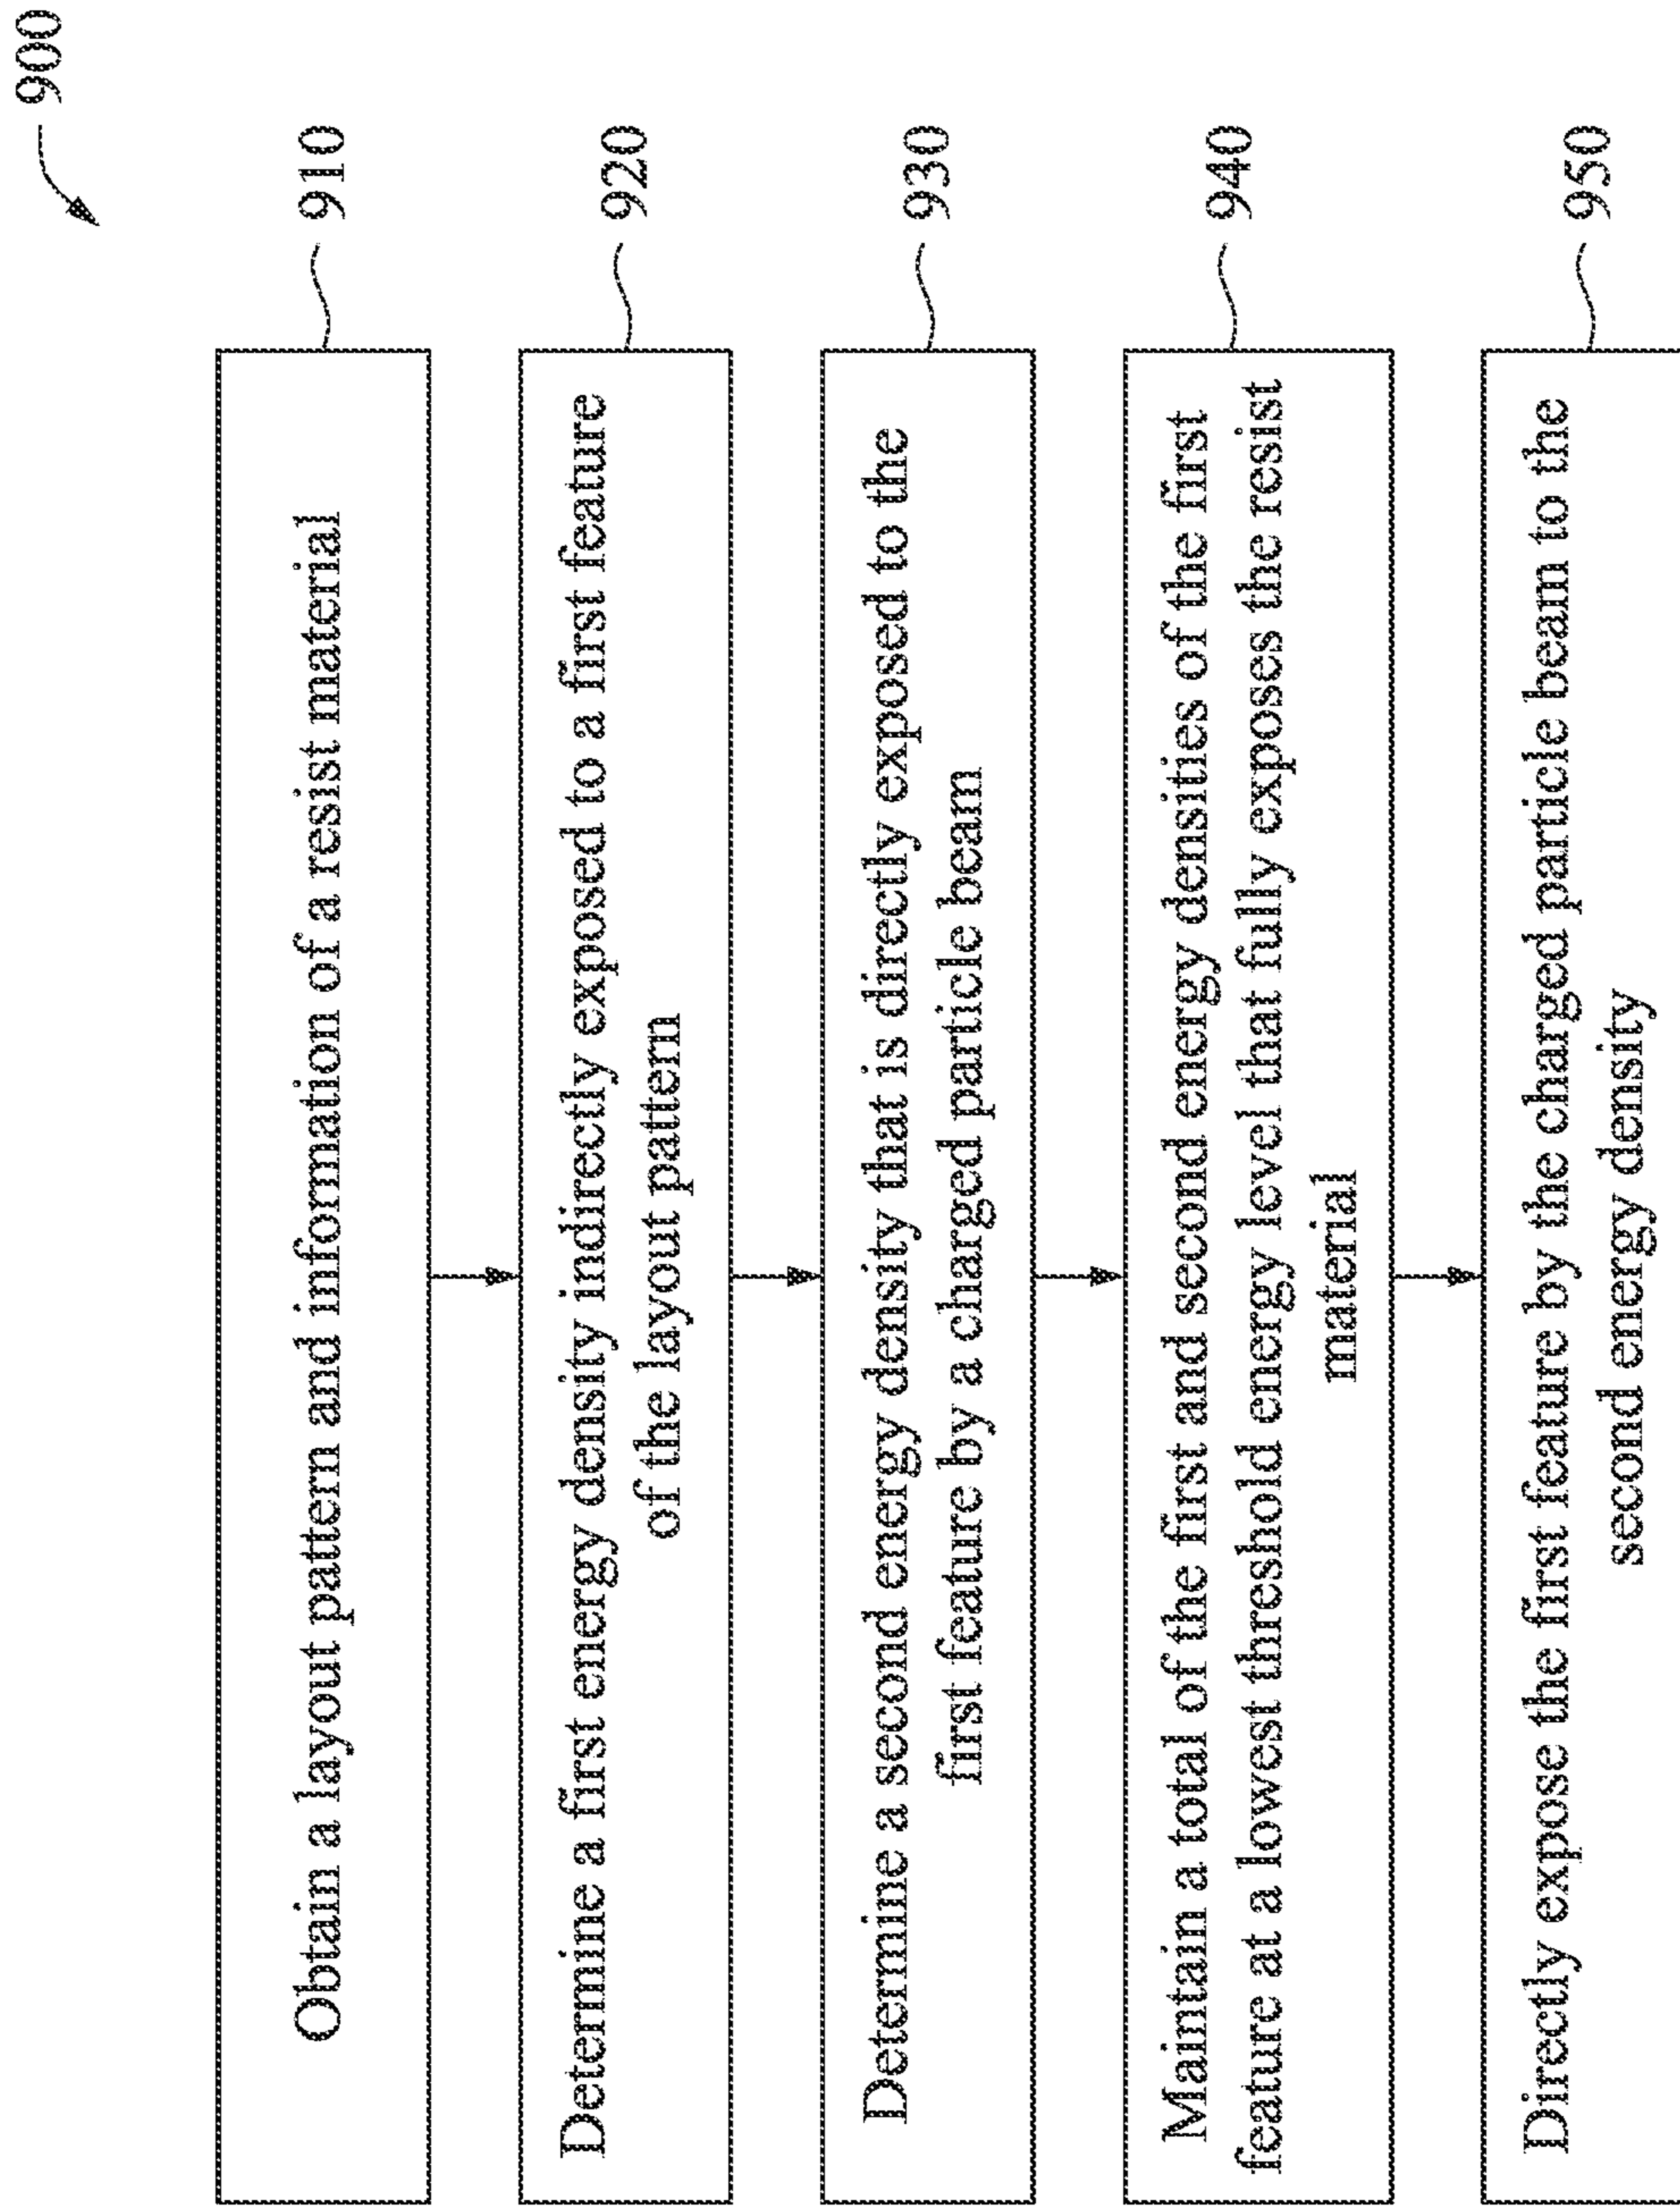 900
Obtain a layout pattern and information of a resist material
910
Determine a first energy density indirectly exposed to a first feature
of the layout pattern
920
Determine a second energy density that is directly exposed to the
first feature by a charged particle beam
930
Maintain a total of the first and second energy densities of the first
feature at a lowest threshold energy level that fully exposes the resist
material
940
Directly expose the first feature by the charged particle beam to the
second energy density
950